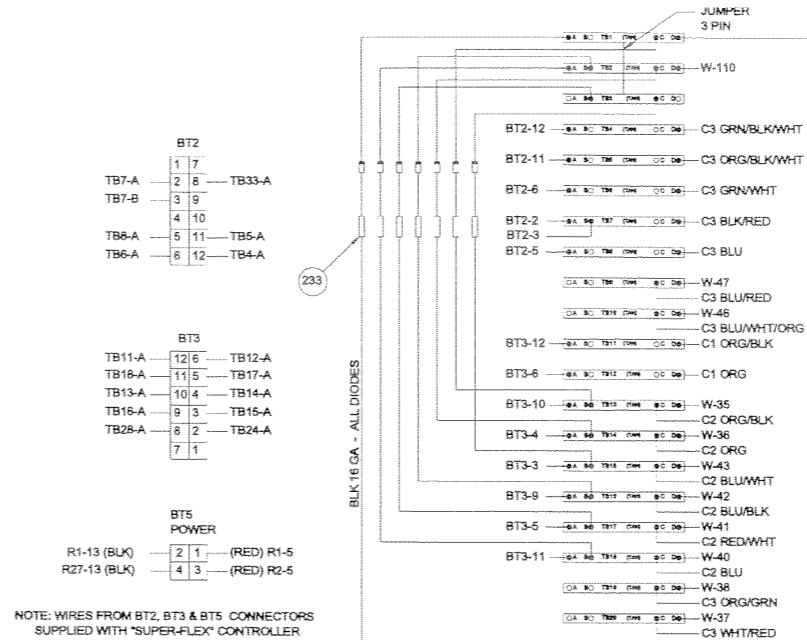 JUMPER
3 PIN
W-110
BT2-12
C3 GRN/BLK/WHT
BT2-11
C3 ORG/BLK/WHT
BT2-6
C3 GRN/WHT
BT2-2
C3 BLK/RED
BT2-3
BT2-5
C3 BLU
W-47
C3 BLU/RED
W-46
C3 BLU/WHT/ORG
BT3-12
C1 ORG/BLK
BT3-6
C1 ORG
BT3-10
W-35
C2 ORG/BLK
BT3-4
W-36
C2 ORG
BT3-3
W-43
C2 BLU/WHT
BT3-9
W-42
C2 BLU/BLK
BT3-5
W-41
C2 RED/WHT
BT3-11
W-40
C2 BLU
W-38
C3 ORG/GRN
W-37
C3 WHT/RED
BT2
1 7
TB7-A 2 8 TB33-A
TB7-B 3 9
4 10
TB8-A 5 11 TB5-A
TB6-A 6 12 TB4-A
233
BT3
TB11-A 12 6 TB12-A
TB18-A 11 5 TB17-A
TB13-A 10 4 TB14-A
TB16-A 9 3 TB15-A
TB28-A 8 2 TB24-A
7 1
BLK 16 GA - ALL DIODES
BT5
POWER
R1-13 (BLK) 2 1 (RED) R1-5
R27-13 (BLK) 4 3 (RED) R2-5
NOTE: WIRES FROM BT2, BT3 & BT5 CONNECTORS
SUPPLIED WITH "SUPER-FLEX" CONTROLLER